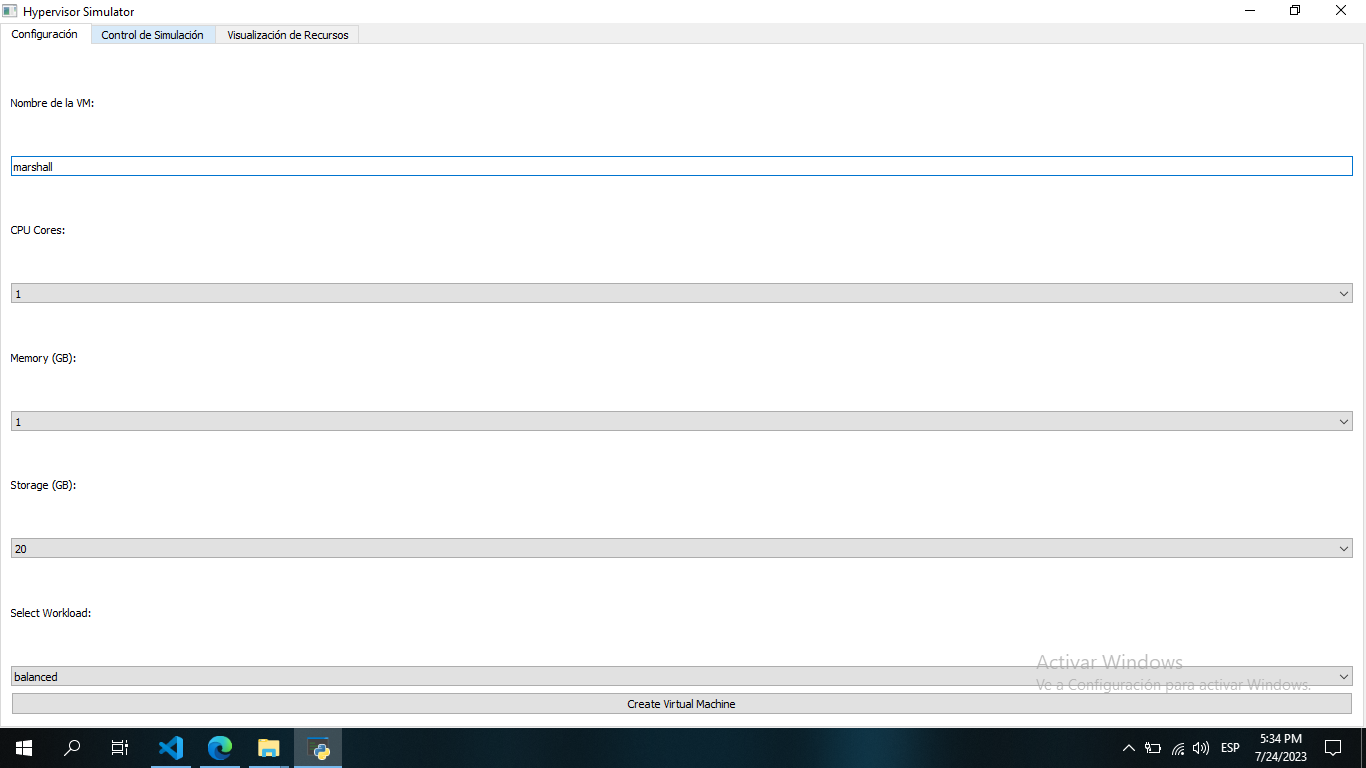 Hypervisor Simulator
Configuración Control de Simulación Visualización de Recursos
Nombre de la VM:
marshall
CPU Cores:
1
Memory (GB):
1
Storage (GB):
20
Select Workload:
balanced
Activar Windows
Ve a Configuración para activar Windows.
Create Virtual Machine
ESP
5:34 PM
7/24/2023